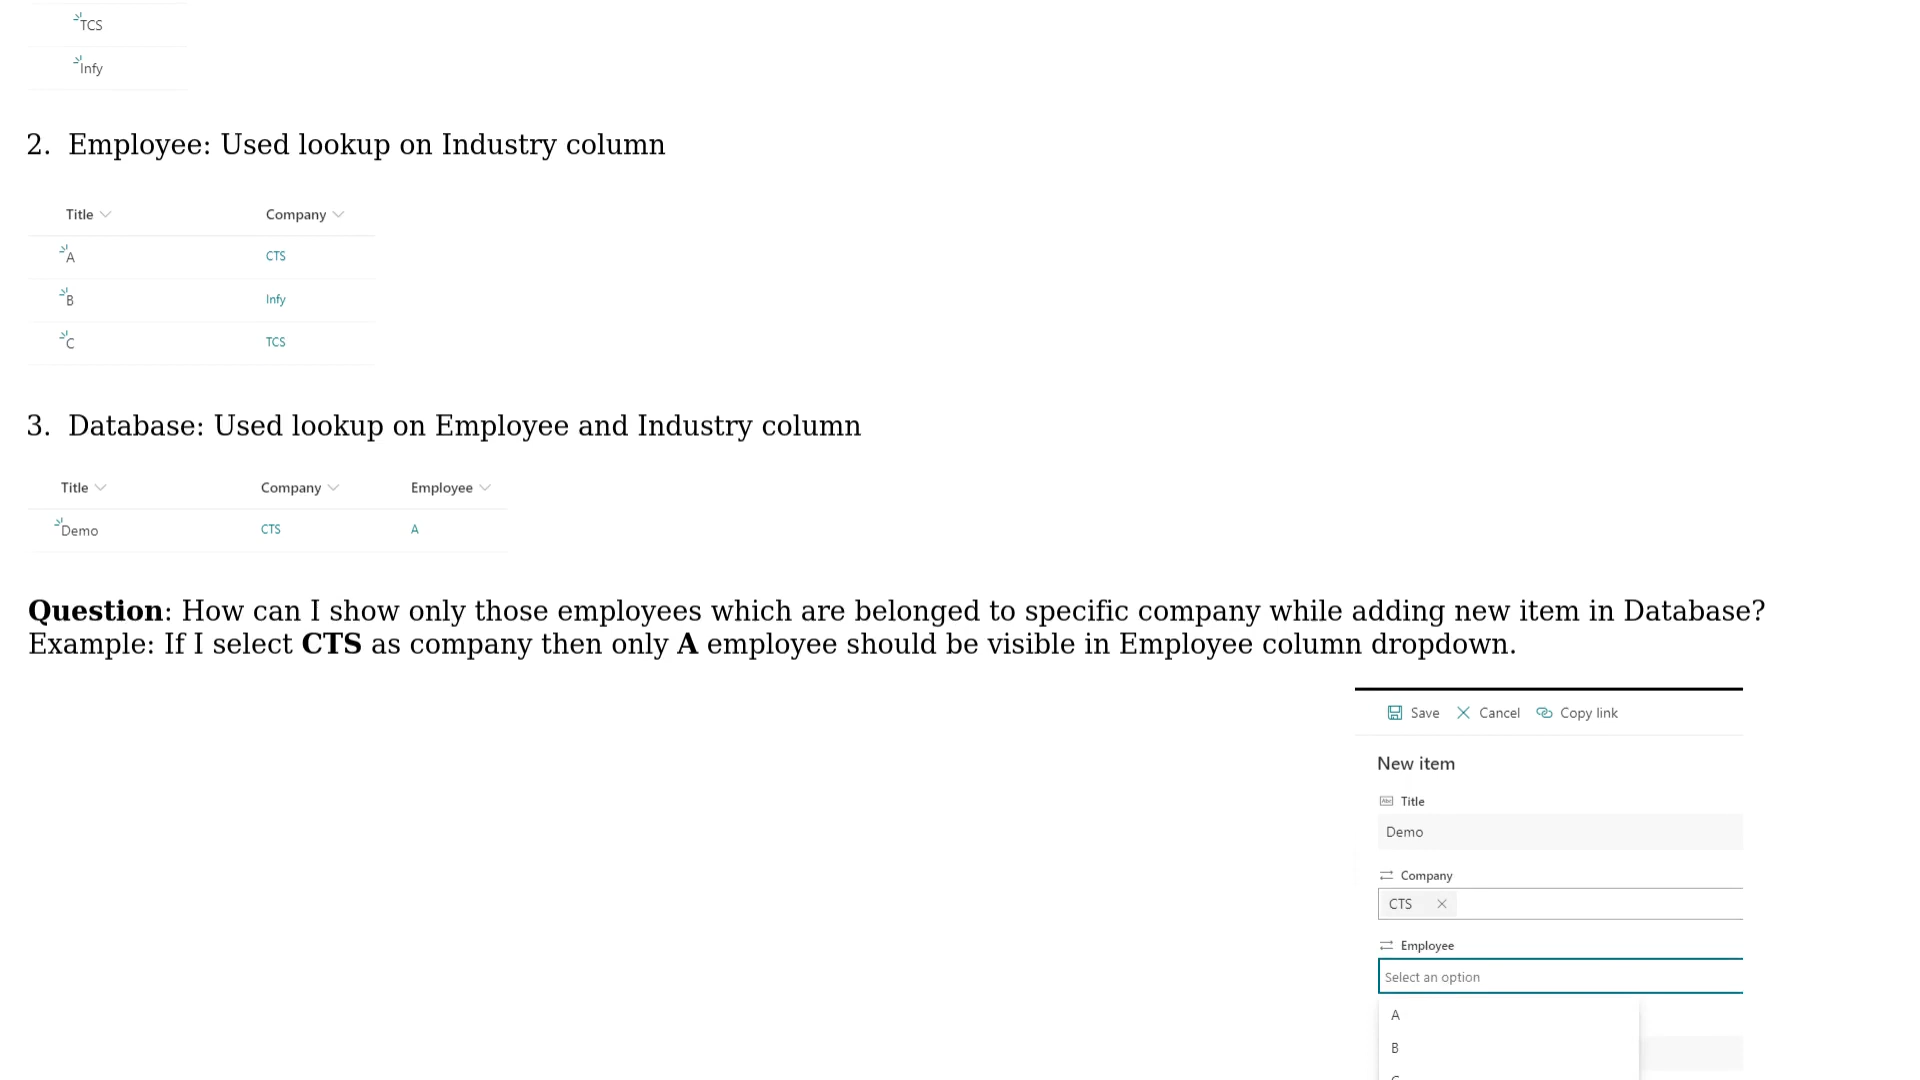 TCS
Infy
2. Employee: Used lookup on Industry column
Title Company
A CTS
B Infy
C TCS
3. Database: Used lookup on Employee and Industry column
Title Company Employee
Demo CTS A
Question: How can I show only those employees which are belonged to specific company while adding new item in Database?
Example: If I select CTS as company then only A employee should be visible in Employee column dropdown.
Save Cancel Copy link
New item
Abc Title
Demo
Company
CTS
Employee
Select an option
A
B